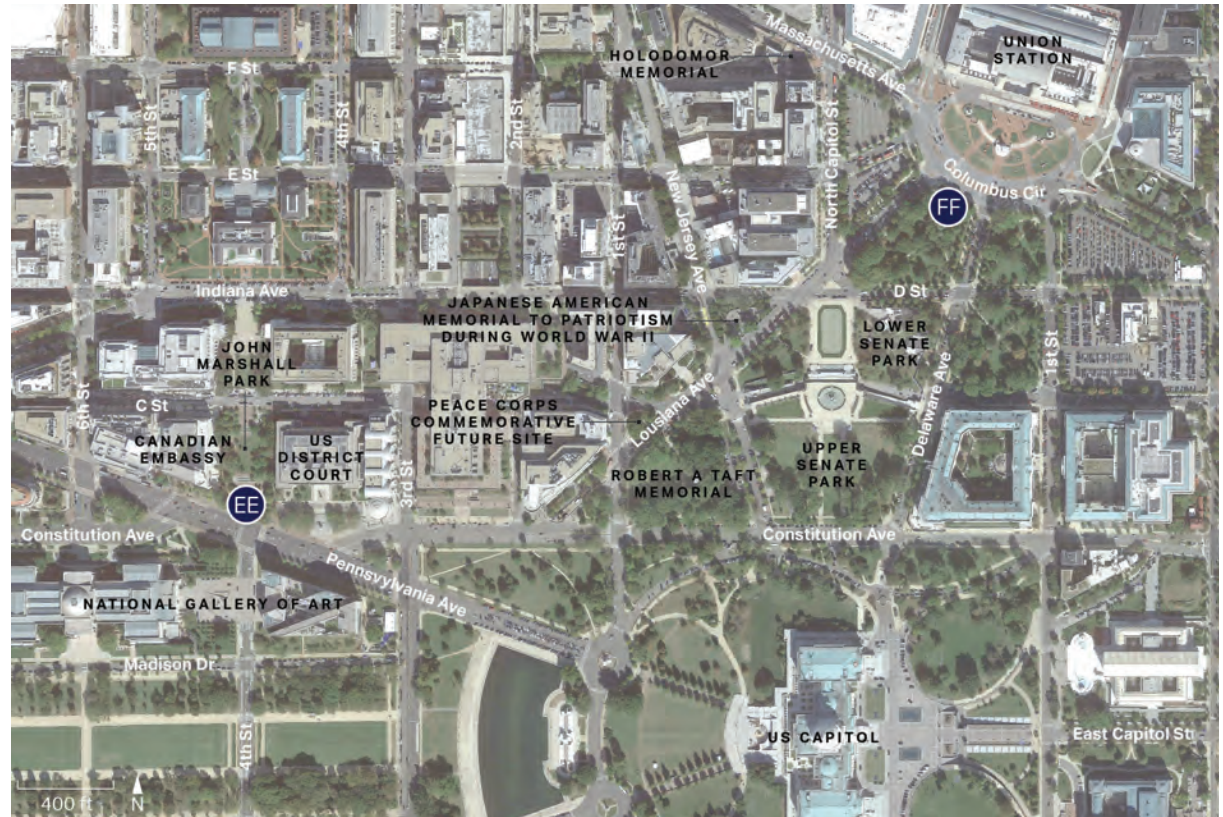 Massachusetts Ave
UNION
STATION
HOLODOMOR
MEMORIAL
F St
5th St
4th St
2nd St
North Capitol St
E St
Columbus Cir
New Jersey Ave
FF
1st St
Indiana Ave
D St
JAPANESE AMERICAN
MEMORIAL TO PATRIOTISM
DURING WORLD WAR II
LOWER
SENATE
PARK
JOHN
MARSHALL
PARK
1st St
Delaware Ave
6th St
C St
PEACE CORPS
COMMEMORATIVE
FUTURE SITE
Lousiana Ave
CANADIAN
EMBASSY
US
DISTRICT
COURT
3rd St
ROBERT A TAFT
MEMORIAL
UPPER
SENATE
PARK
EE
Constitution Ave
Constitution Ave
Pennsvylvania Ave
NATIONAL GALLERY OF ART
Madison Dr
4th St
US CAPITOL
East Capitol St
400 ft
N